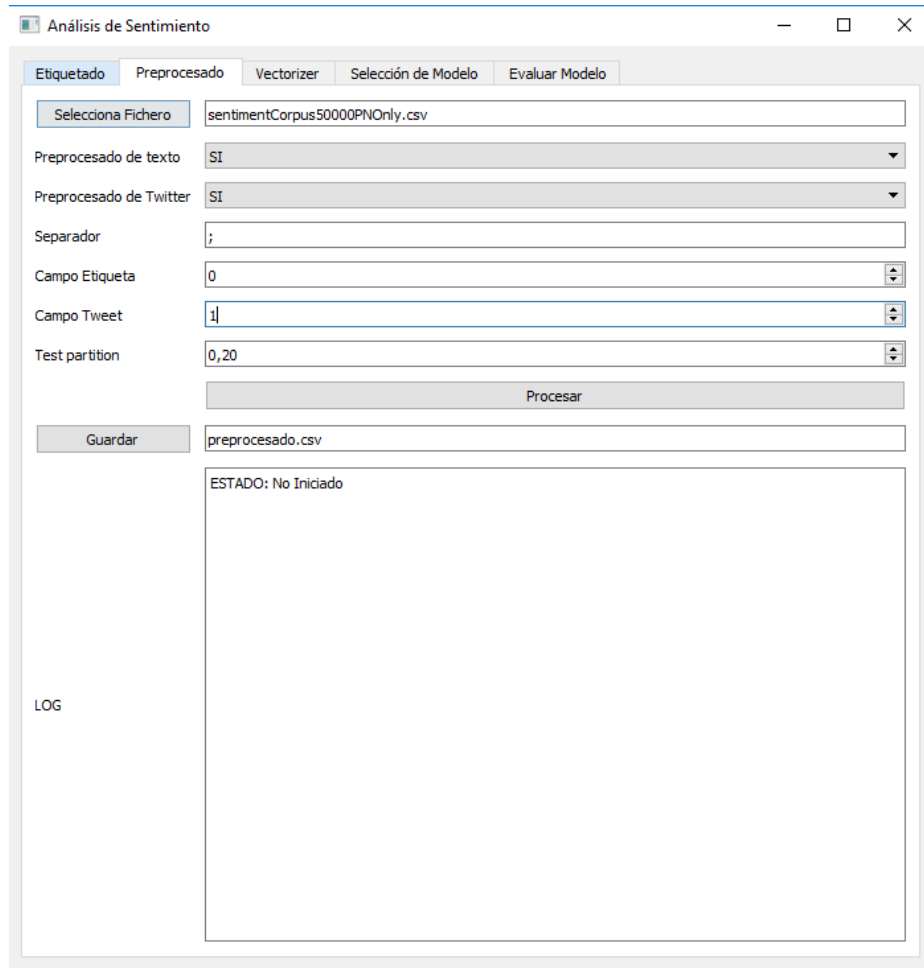 Análisis de Sentimiento
Etiquetado Preprocesado Vectorizer Selección de Modelo Evaluar Modelo
Selecciona Fichero sentimentCorpus50000PNOnly.csv
Preprocesado de texto SI
Preprocesado de Twitter SI
Separador ;
Campo Etiqueta 0
Campo Tweet 1
Test partition 0,20
Procesar
Guardar preprocesado.csv
ESTADO: No Iniciado
LOG